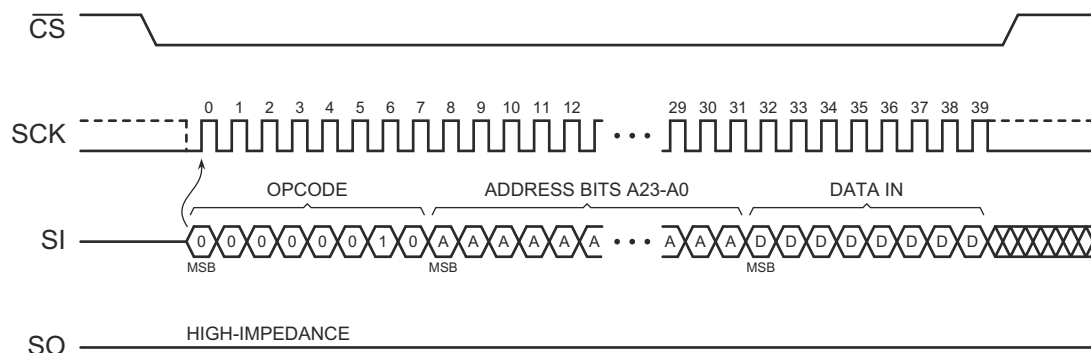 CS
0 1 2 3 4 5 6 7 8 9 10 11 12 29 30 31 32 33 34 35 36 37 38 39
SCK
OPCODE ADDRESS BITS A23-A0 DATA IN
SI 0 0 0 0 0 0 1 0 A A A A A A A A A D D D D D D D D
MSB MSB MSB
HIGH-IMPEDANCE
SO